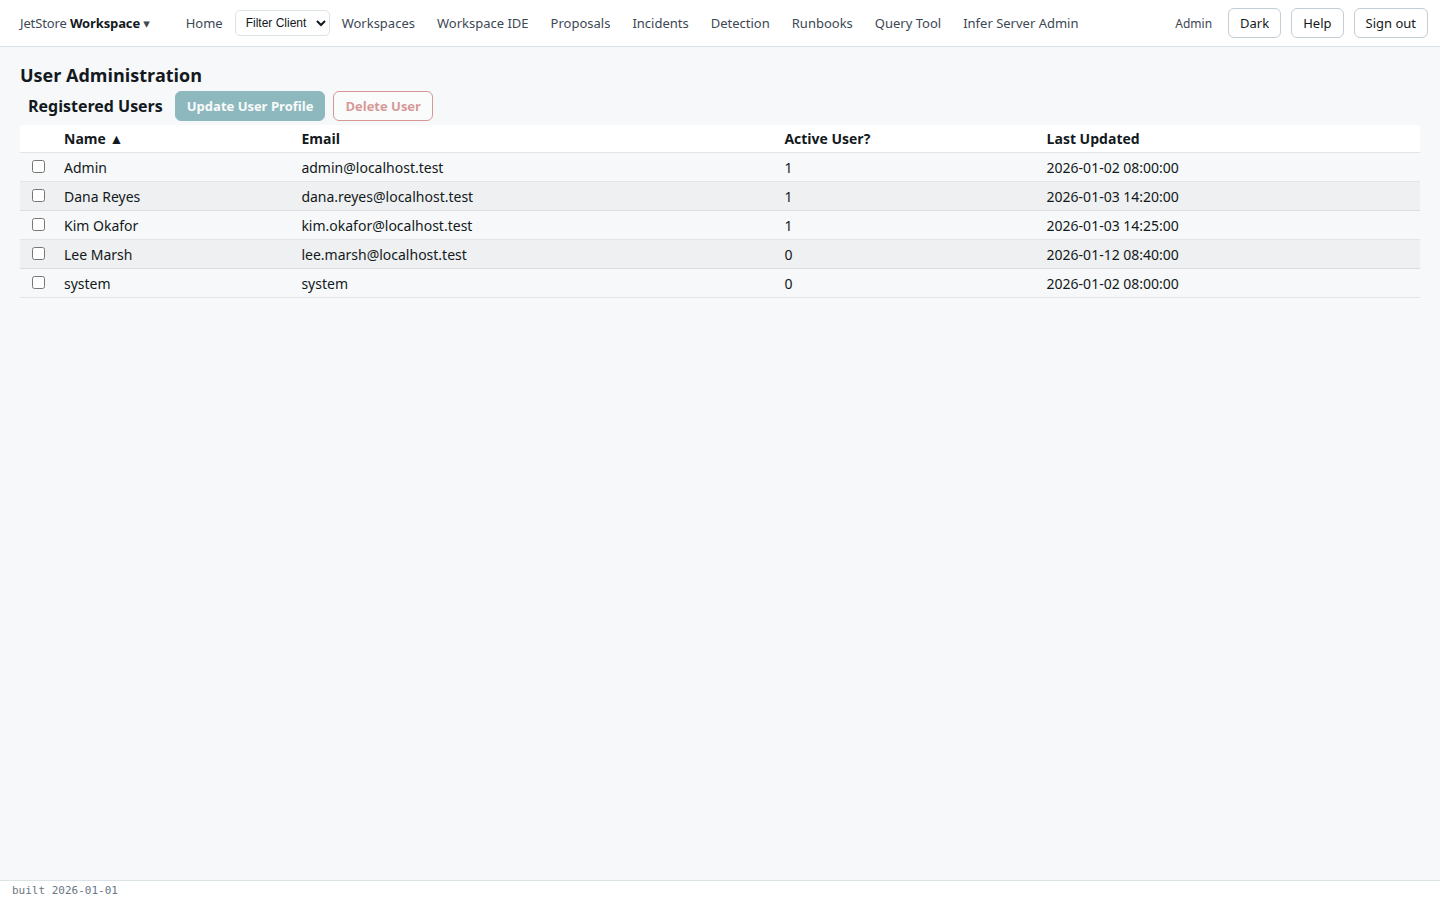 JetStore Workspace ▾ Home Filter Client Workspaces Workspace IDE Proposals Incidents Detection Runbooks Query Tool Infer Server Admin Admin Dark Help Sign out
User Administration
Registered Users Update User Profile Delete User
Name ▲ Email Active User? Last Updated
Admin admin@localhost.test 1 2026-01-02 08:00:00
Dana Reyes dana.reyes@localhost.test 1 2026-01-03 14:20:00
Kim Okafor kim.okafor@localhost.test 1 2026-01-03 14:25:00
Lee Marsh lee.marsh@localhost.test 0 2026-01-12 08:40:00
system system 0 2026-01-02 08:00:00
built 2026-01-01